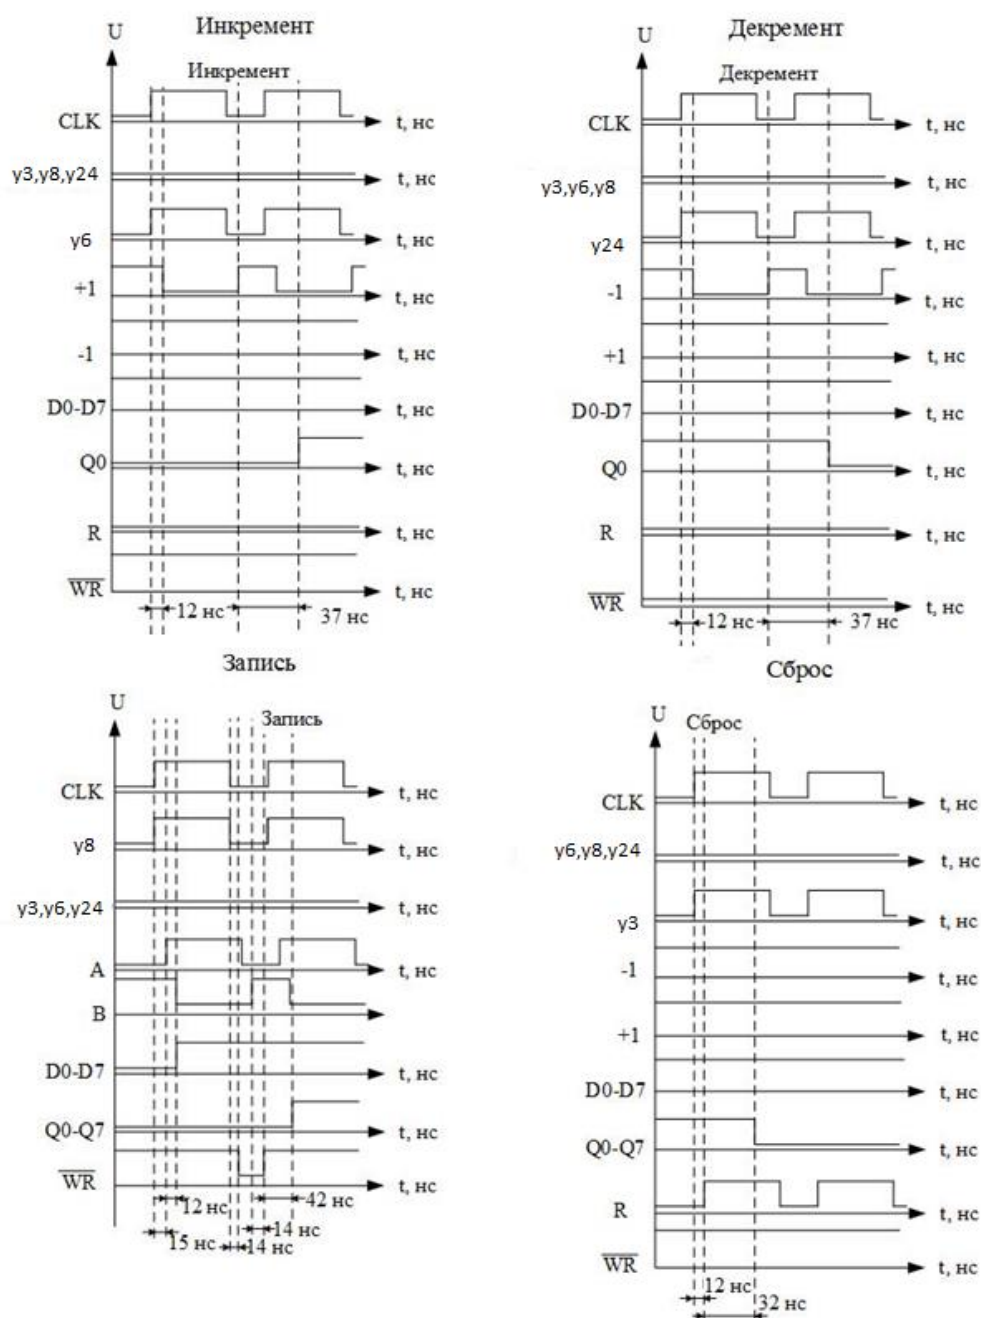 Инкремент
U
Инкремент
CLK
t, нс
y3,y8,y24
t, нс
y6
t, нс
+1
t, нс
-1
t, нс
D0-D7
t, нс
Q0
t, нс
R
t, нс
WR
t, нс
12 нс
37 нс
Декремент
U
Декремент
CLK
t, нс
y3,y6,y8
t, нс
y24
t, нс
-1
t, нс
+1
t, нс
D0-D7
t, нс
Q0
t, нс
R
t, нс
WR
t, нс
12 нс
37 нс
Запись
U
Запись
CLK
t, нс
y8
t, нс
y3,y6,y24
t, нс
A
t, нс
B
D0-D7
t, нс
Q0-Q7
t, нс
WR
t, нс
12 нс
42 нс
14 нс
15 нс
14 нс
Сброс
U
Сброс
CLK
t, нс
y6,y8,y24
t, нс
y3
t, нс
-1
t, нс
+1
t, нс
D0-D7
t, нс
Q0-Q7
t, нс
R
t, нс
WR
t, нс
12 нс
32 нс